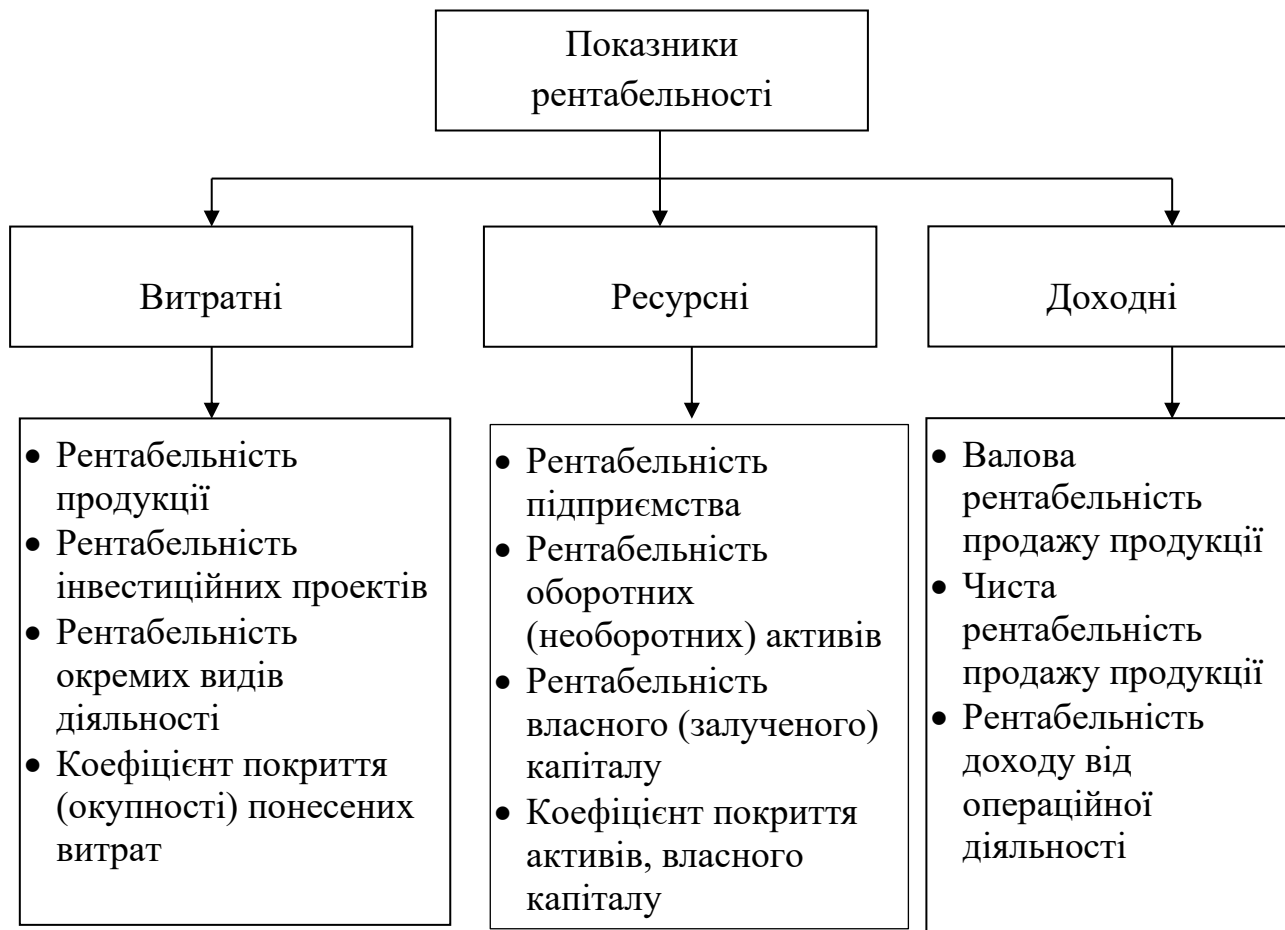 Показники
рентабельності
Витратні
Ресурсні
Доходні
• Рентабельність
продукції
• Рентабельність
інвестиційних проектів
• Рентабельність
окремих видів
діяльності
• Коефіцієнт покриття
(окупності) понесених
витрат
• Рентабельність
підприємства
• Рентабельність
оборотних
(необоротних) активів
• Рентабельність
власного (залученого)
капіталу
• Коефіцієнт покриття
активів, власного
капіталу
• Валова
рентабельність
продажу продукції
• Чиста
рентабельність
продажу продукції
• Рентабельність
доходу від
операційної
діяльності